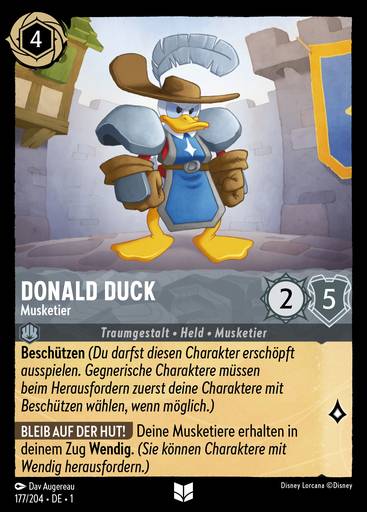 4
DONALD DUCK
Musketier
2
5
Traumgestalt • Held • Musketier
Beschützen (Du darfst diesen Charakter erschöpft
ausspielen. Gegnerische Charaktere müssen
beim Herausfordern zuerst deine Charaktere mit
Beschützen wählen, wenn möglich.)
BLEIB AUF DER HUT! Deine Musketiere erhalten in
deinem Zug Wendig. (Sie können Charaktere mit
Wendig herausfordern.)
Dav Augereau
177/204 • DE • 1
Disney Lorcana ©Disney